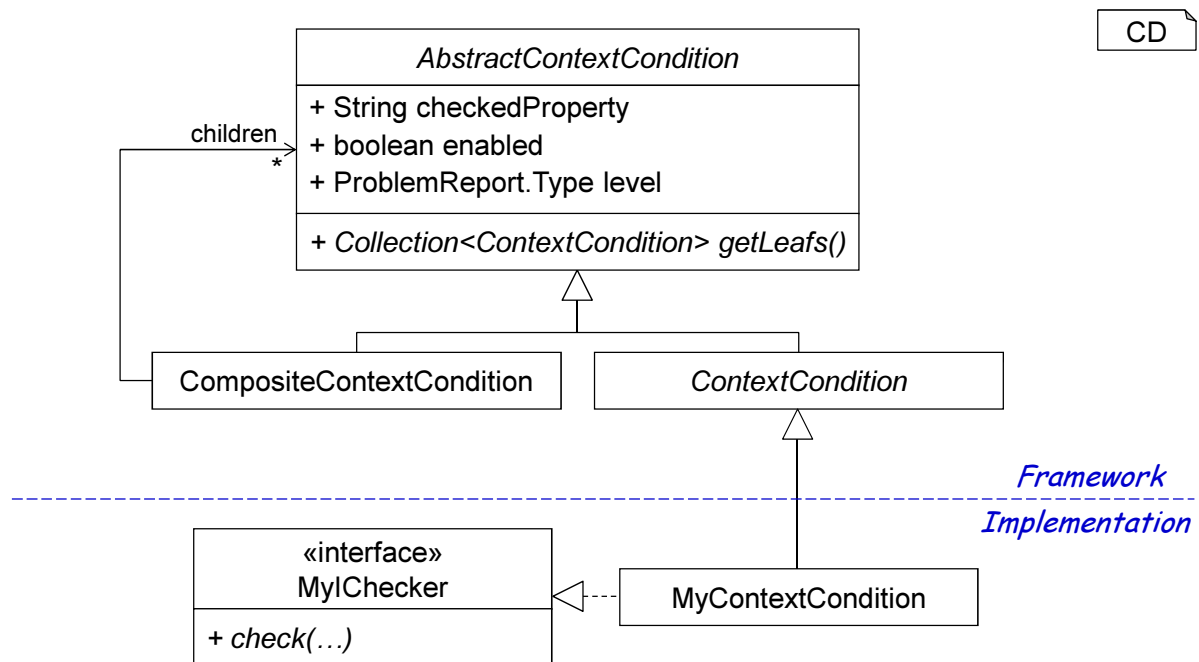 CD
AbstractContextCondition
+ String checkedProperty
+ boolean enabled
+ ProblemReport.Type level
+ Collection<ContextCondition> getLeafs()
children
*
CompositeContextCondition
ContextCondition
Framework
Implementation
«interface»
MyIChecker
+ check(…)
MyContextCondition